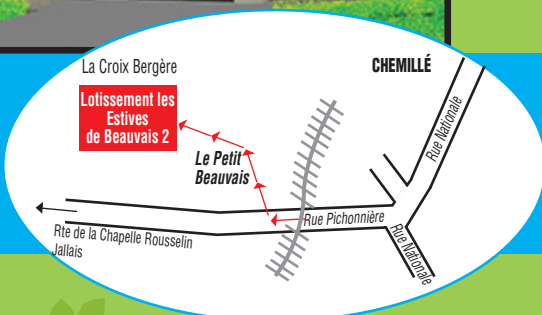 La Croix Bergère
CHEMILLÉ
Lotissement les
Estives
de Beauvais 2
Le Petit
Beauvais
Rue Nationale
Rue Pichonnière
Rte de la Chapelle Rousselin
Jallais
Rue Nationale